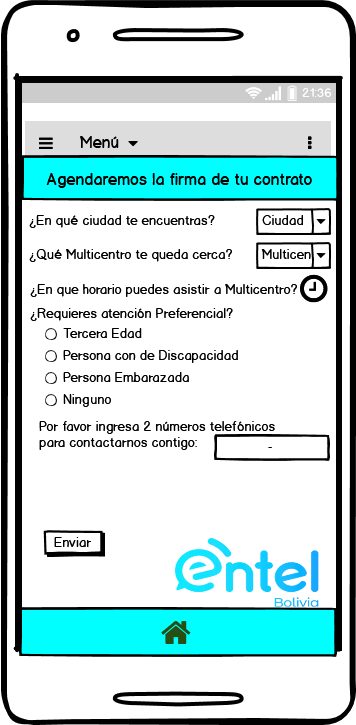 21:36
Menú
Agendaremos la firma de tu contrato
¿En qué ciudad te encuentras?
Ciudad
¿Qué Multicentro te queda cerca?
Multicen
¿En que horario puedes asistir a Multicentro?
¿Requieres atención Preferencial?
Tercera Edad
Persona con de Discapacidad
Persona Embarazada
Ninguno
Por favor ingresa 2 números telefónicos
para contactarnos contigo:
-
Enviar
entel
Bolivia